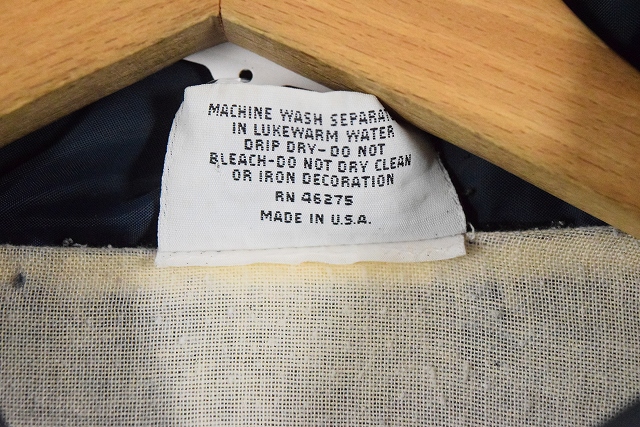 MACHINE WASH SEPARAT
IN LUKEWARM WATER
DRIP DRY-DO NOT
BLEACH-DO NOT DRY CLEAN
OR IRON DECORATION
RN 46275
MADE IN U.S.A.